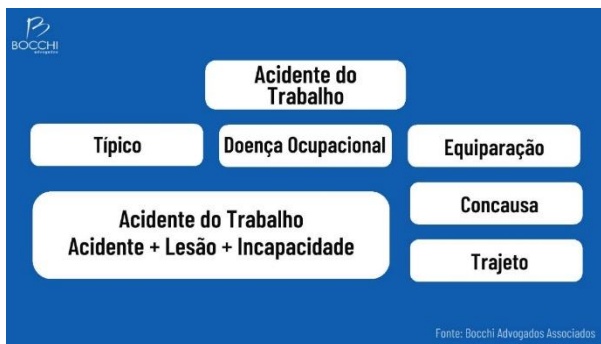 BOCCHI
advogados
Acidente do
Trabalho
Típico
Doença Ocupacional
Equiparação
Acidente do Trabalho
Acidente + Lesão + Incapacidade
Concausa
Trajeto
Fonte: Bocchi Advogados Associados